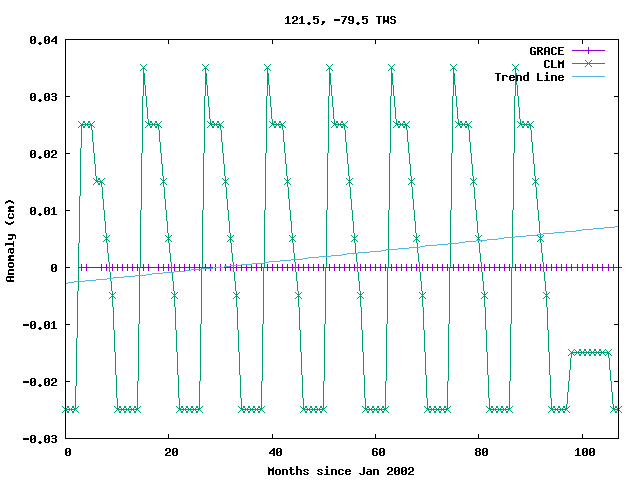 121.5, -79.5 TWS
GRACE
CLM
Trend Line
0.04
0.03
0.02
0.01
0
-0.01
-0.02
-0.03
Anomaly (cm)
0 20 40 60 80 100
Months since Jan 2002